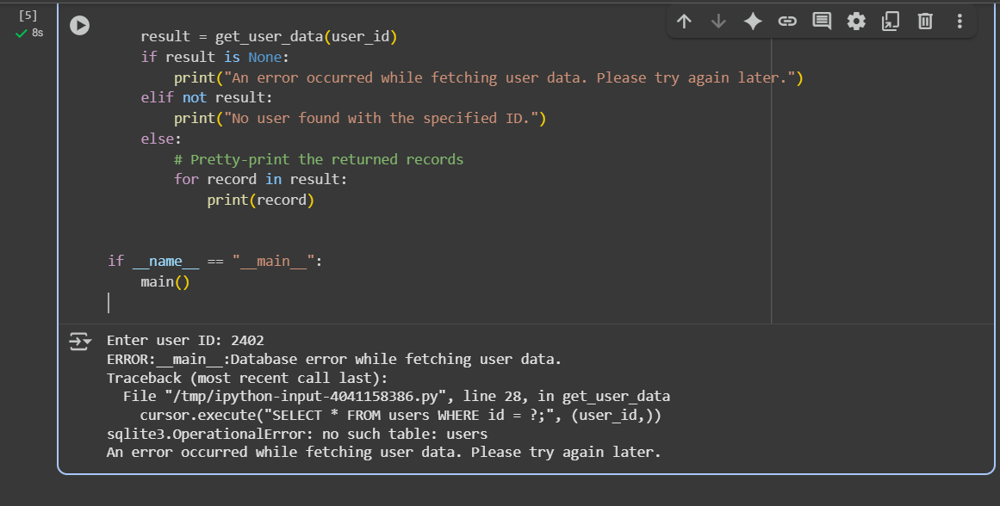 [5]
8s
result = get_user_data(user_id)
if result is None:
print("An error occurred while fetching user data. Please try again later.")
elif not result:
print("No user found with the specified ID.")
else:
# Pretty-print the returned records
for record in result:
print(record)
if __name__ == "__main__":
main()
Enter user ID: 2402
ERROR:__main__:Database error while fetching user data.
Traceback (most recent call last):
File "/tmp/ipython-input-4041158386.py", line 28, in get_user_data
cursor.execute("SELECT * FROM users WHERE id = ?;", (user_id,))
sqlite3.OperationalError: no such table: users
An error occurred while fetching user data. Please try again later.